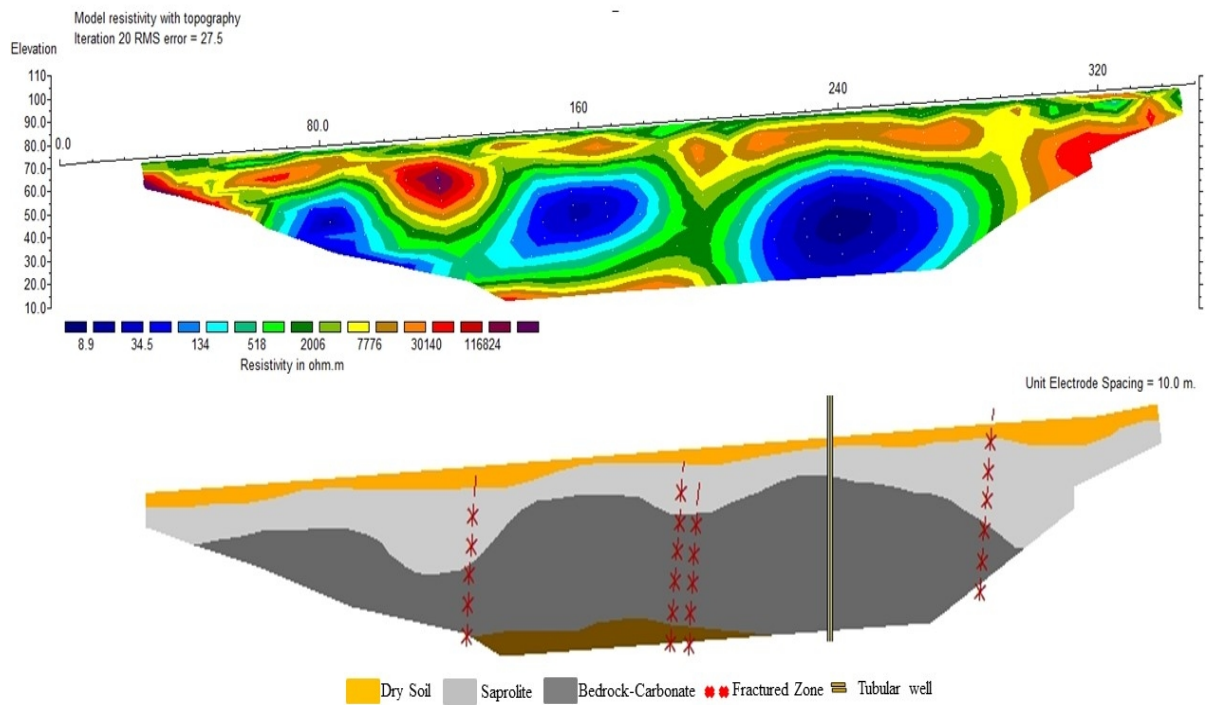 Model resistivity with topography
Iteration 20 RMS error = 27.5
Elevation
110
100
90.0
80.0
70.0
60.0
50.0
40.0
30.0
20.0
10.0
0.0
80.0
160
240
320
8.9 34.5 134 518 2006 7776 30140 116824
Resistivity in ohm.m
Unit Electrode Spacing = 10.0 m.
Dry Soil Saprolite Bedrock-Carbonate Fractured Zone Tubular well